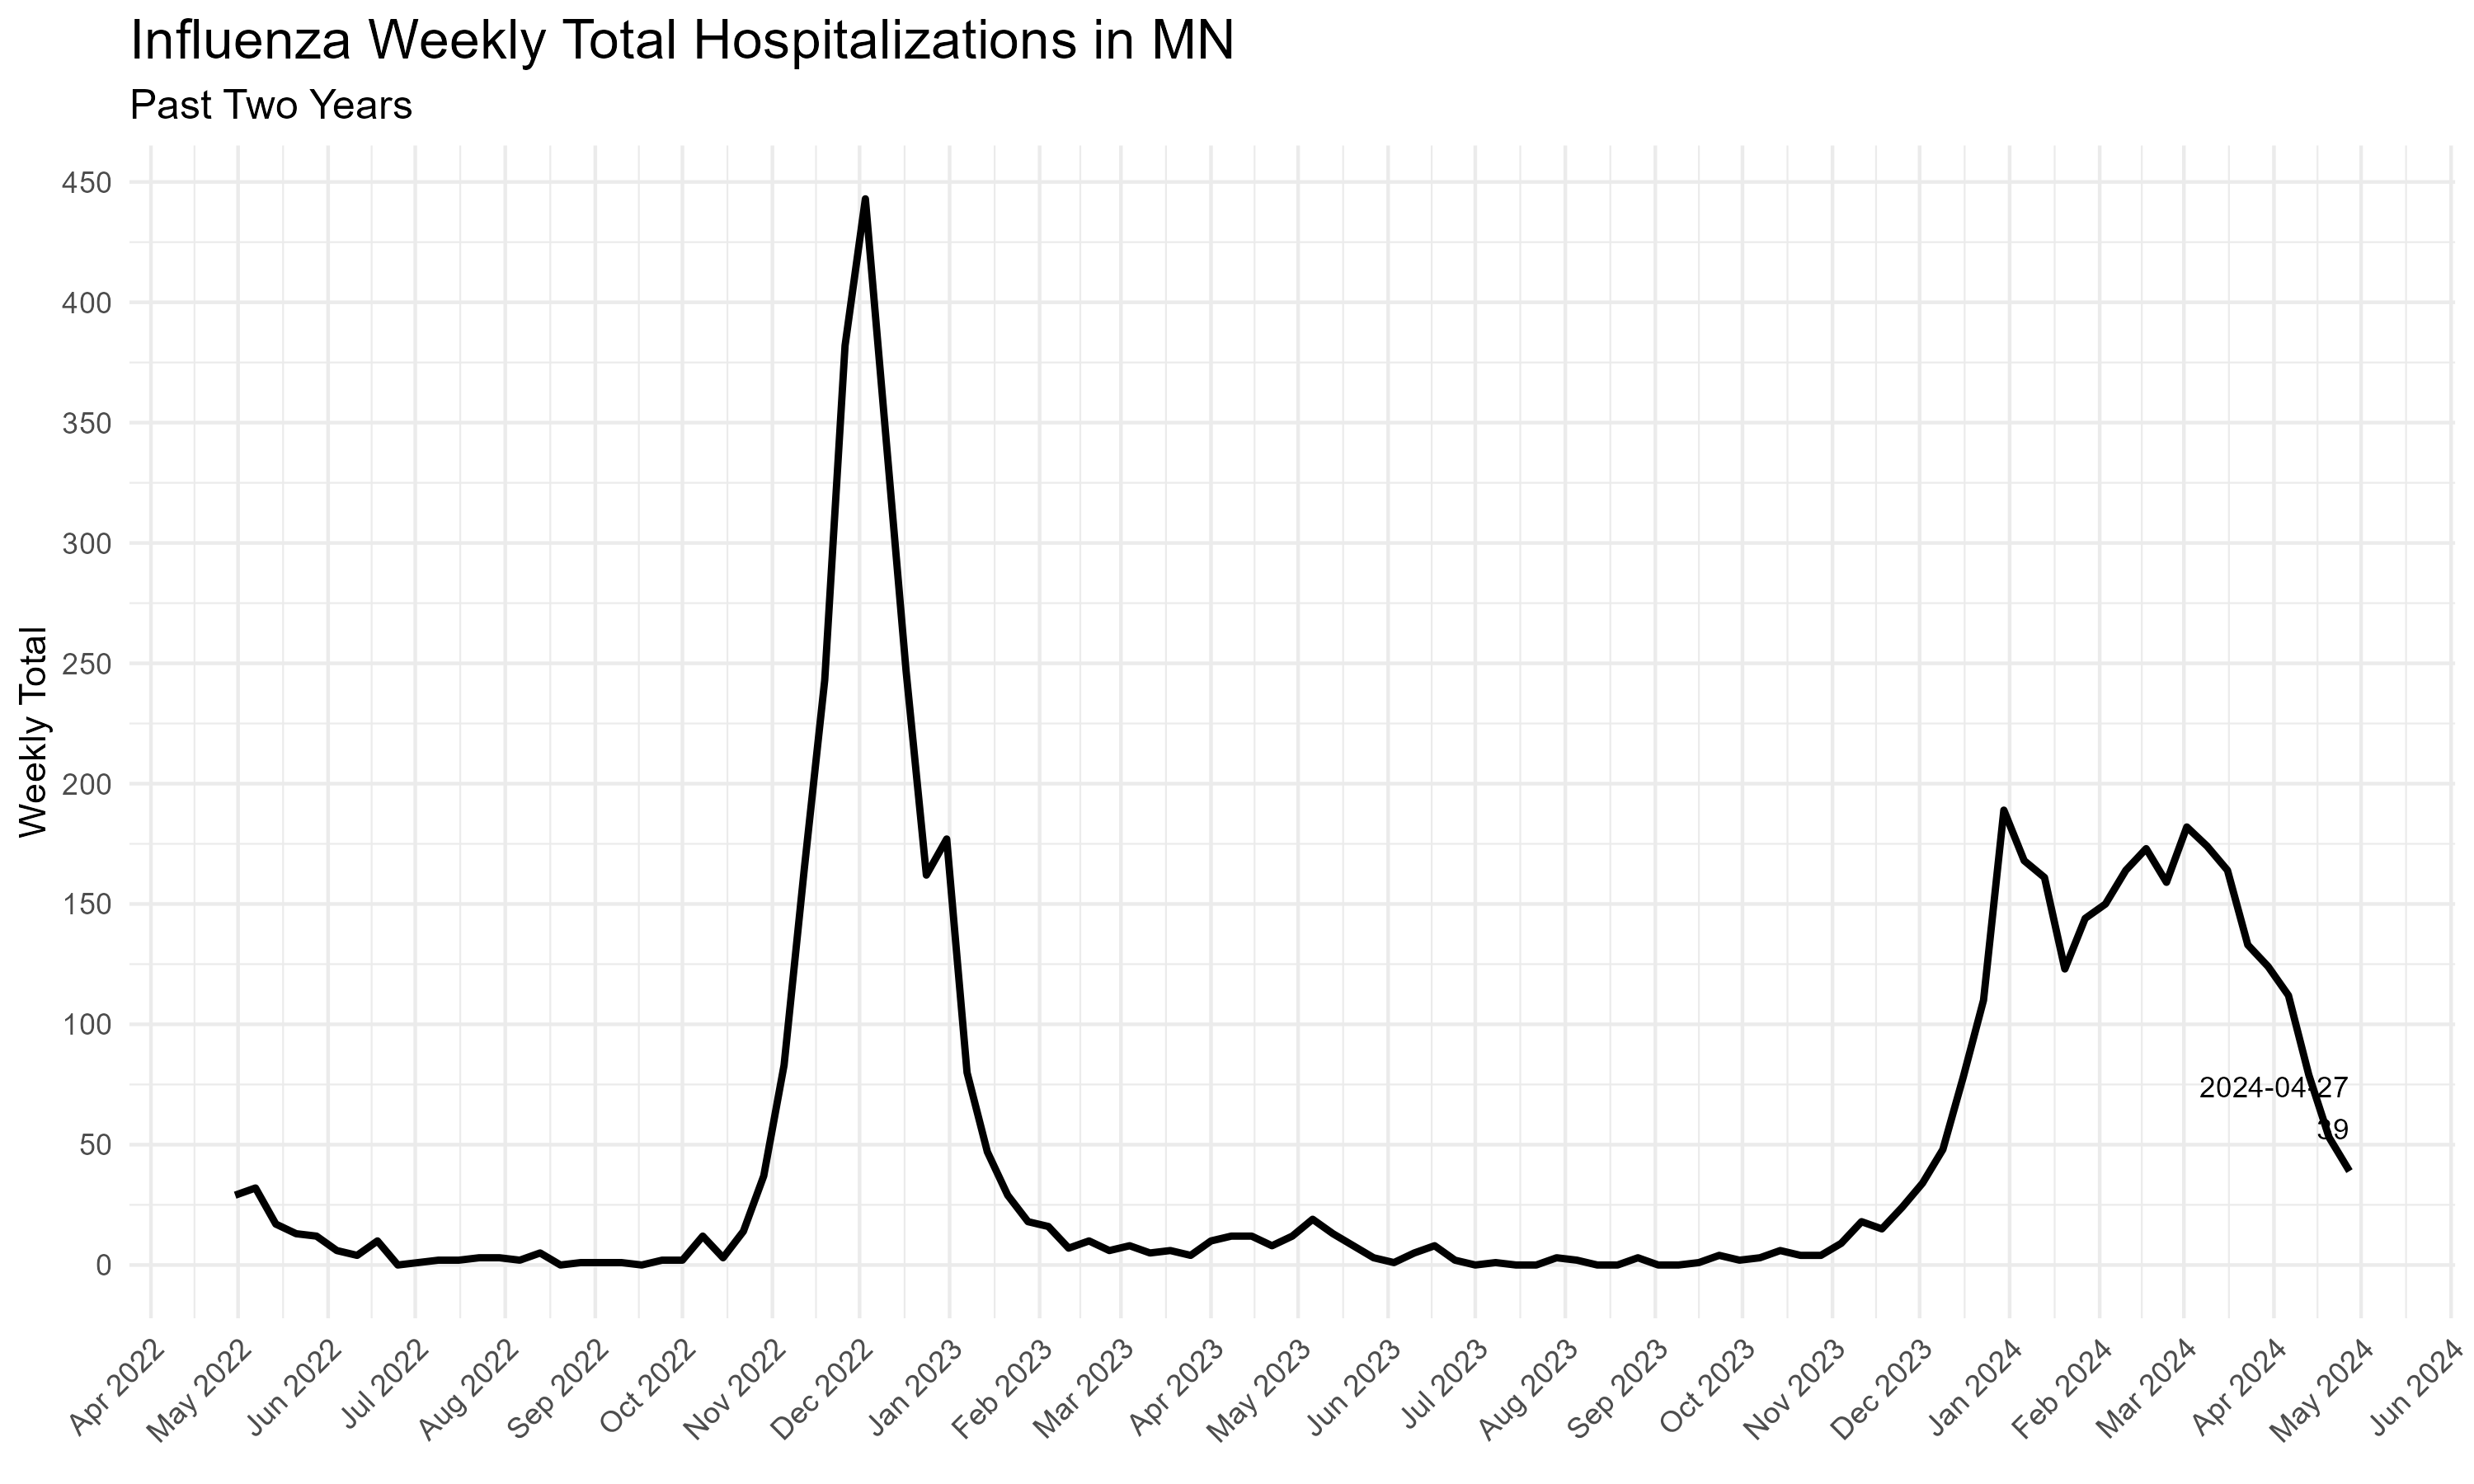 Influenza Weekly Total Hospitalizations in MN
Past Two Years
Weekly Total
450
400
350
300
250
200
150
100
50
0
2024-04-27
39
Apr 2022
May 2022
Jun 2022
Jul 2022
Aug 2022
Sep 2022
Oct 2022
Nov 2022
Dec 2022
Jan 2023
Feb 2023
Mar 2023
Apr 2023
May 2023
Jun 2023
Jul 2023
Aug 2023
Sep 2023
Oct 2023
Nov 2023
Dec 2023
Jan 2024
Feb 2024
Mar 2024
Apr 2024
May 2024
Jun 2024